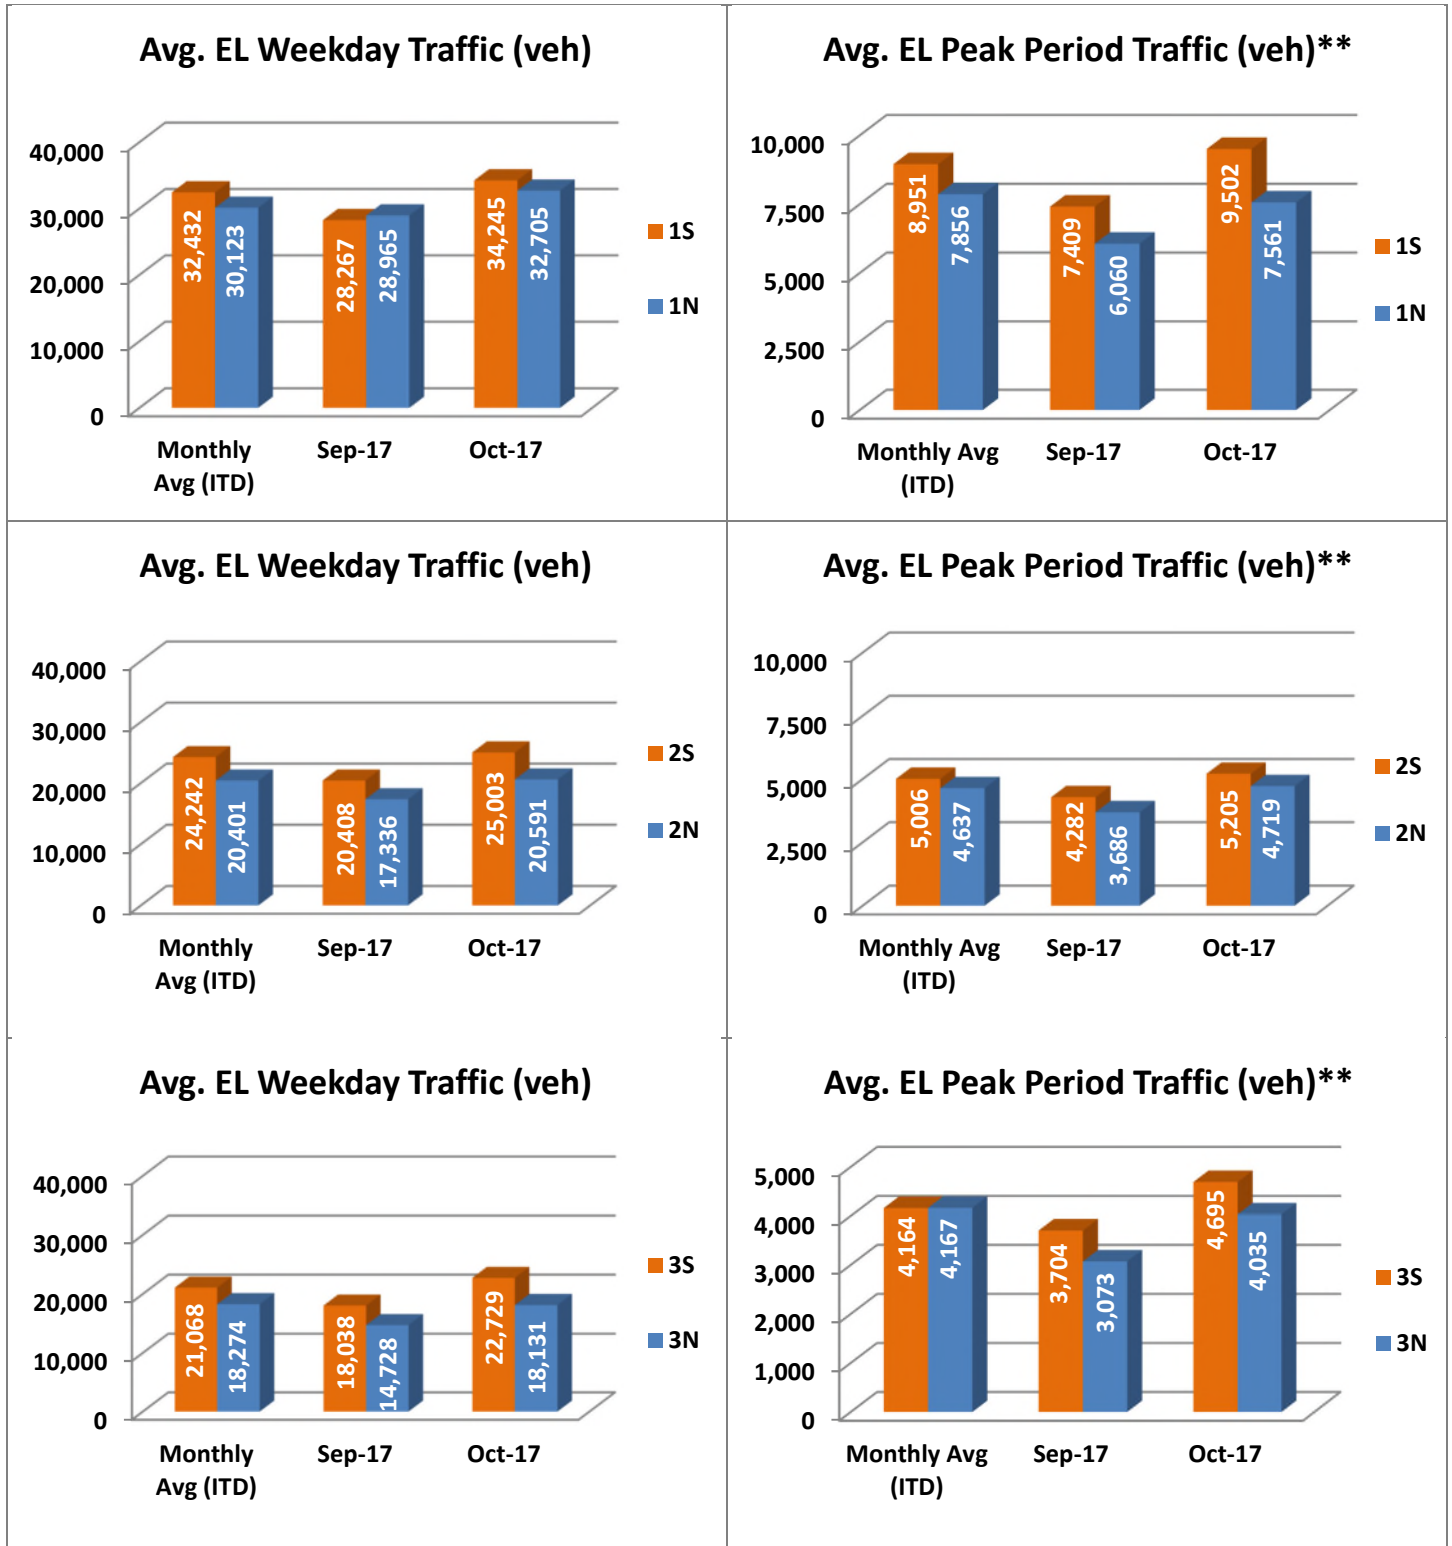 Avg. EL Weekday Traffic (veh)
40,000
30,000
20,000
10,000
0
32,432
30,123
28,267
28,965
34,245
32,705
Monthly
Avg (ITD)
Sep-17
Oct-17
1S
1N
Avg. EL Peak Period Traffic (veh)**
10,000
7,500
5,000
2,500
0
8,951
7,856
7,409
6,060
9,502
7,561
Monthly Avg
(ITD)
Sep-17
Oct-17
1S
1N
Avg. EL Weekday Traffic (veh)
40,000
30,000
20,000
10,000
0
24,242
20,401
20,408
17,336
25,003
20,591
Monthly
Avg (ITD)
Sep-17
Oct-17
2S
2N
Avg. EL Peak Period Traffic (veh)**
10,000
7,500
5,000
2,500
0
5,006
4,637
4,282
3,686
5,205
4,719
Monthly Avg
(ITD)
Sep-17
Oct-17
2S
2N
Avg. EL Weekday Traffic (veh)
40,000
30,000
20,000
10,000
0
21,068
18,274
18,038
14,728
22,729
18,131
Monthly
Avg (ITD)
Sep-17
Oct-17
3S
3N
Avg. EL Peak Period Traffic (veh)**
5,000
4,000
3,000
2,000
1,000
0
4,164
4,167
3,704
3,073
4,695
4,035
Monthly Avg
(ITD)
Sep-17
Oct-17
3S
3N